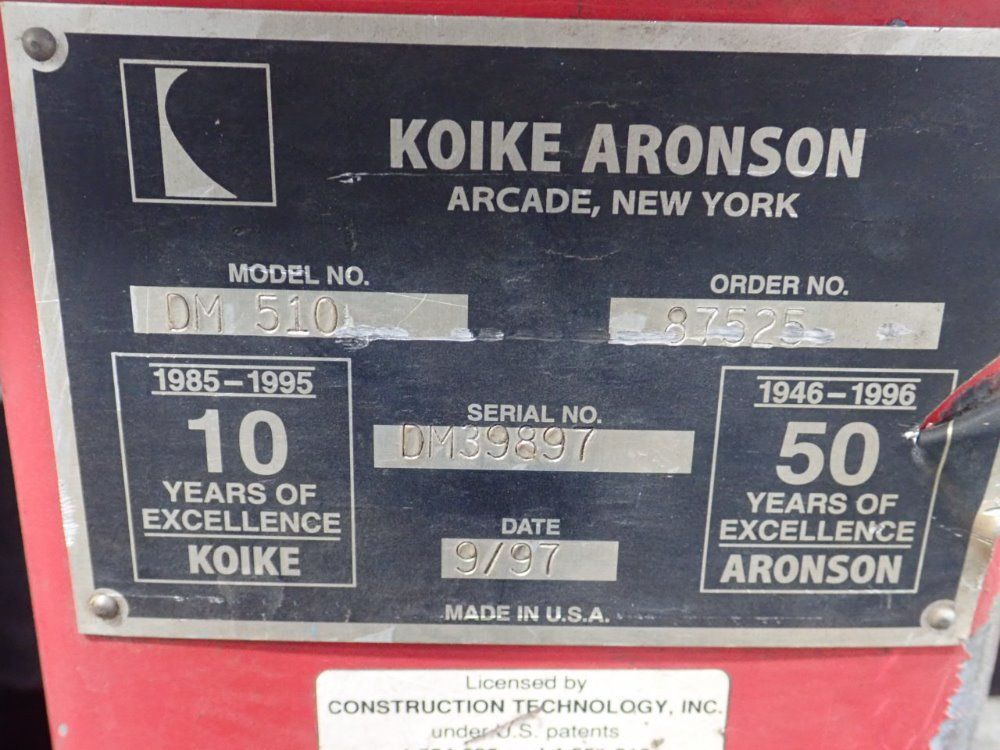 KOIKE ARONSON
ARCADE, NEW YORK
MODEL NO.
DM 510
ORDER NO.
87525
1985-1995
10
YEARS OF
EXCELLENCE
KOIKE
SERIAL NO.
DM39897
DATE
9/97
MADE IN U.S.A.
1946-1996
50
YEARS OF
EXCELLENCE
ARONSON
Licensed by
CONSTRUCTION TECHNOLOGY, INC.
under U.S. patents